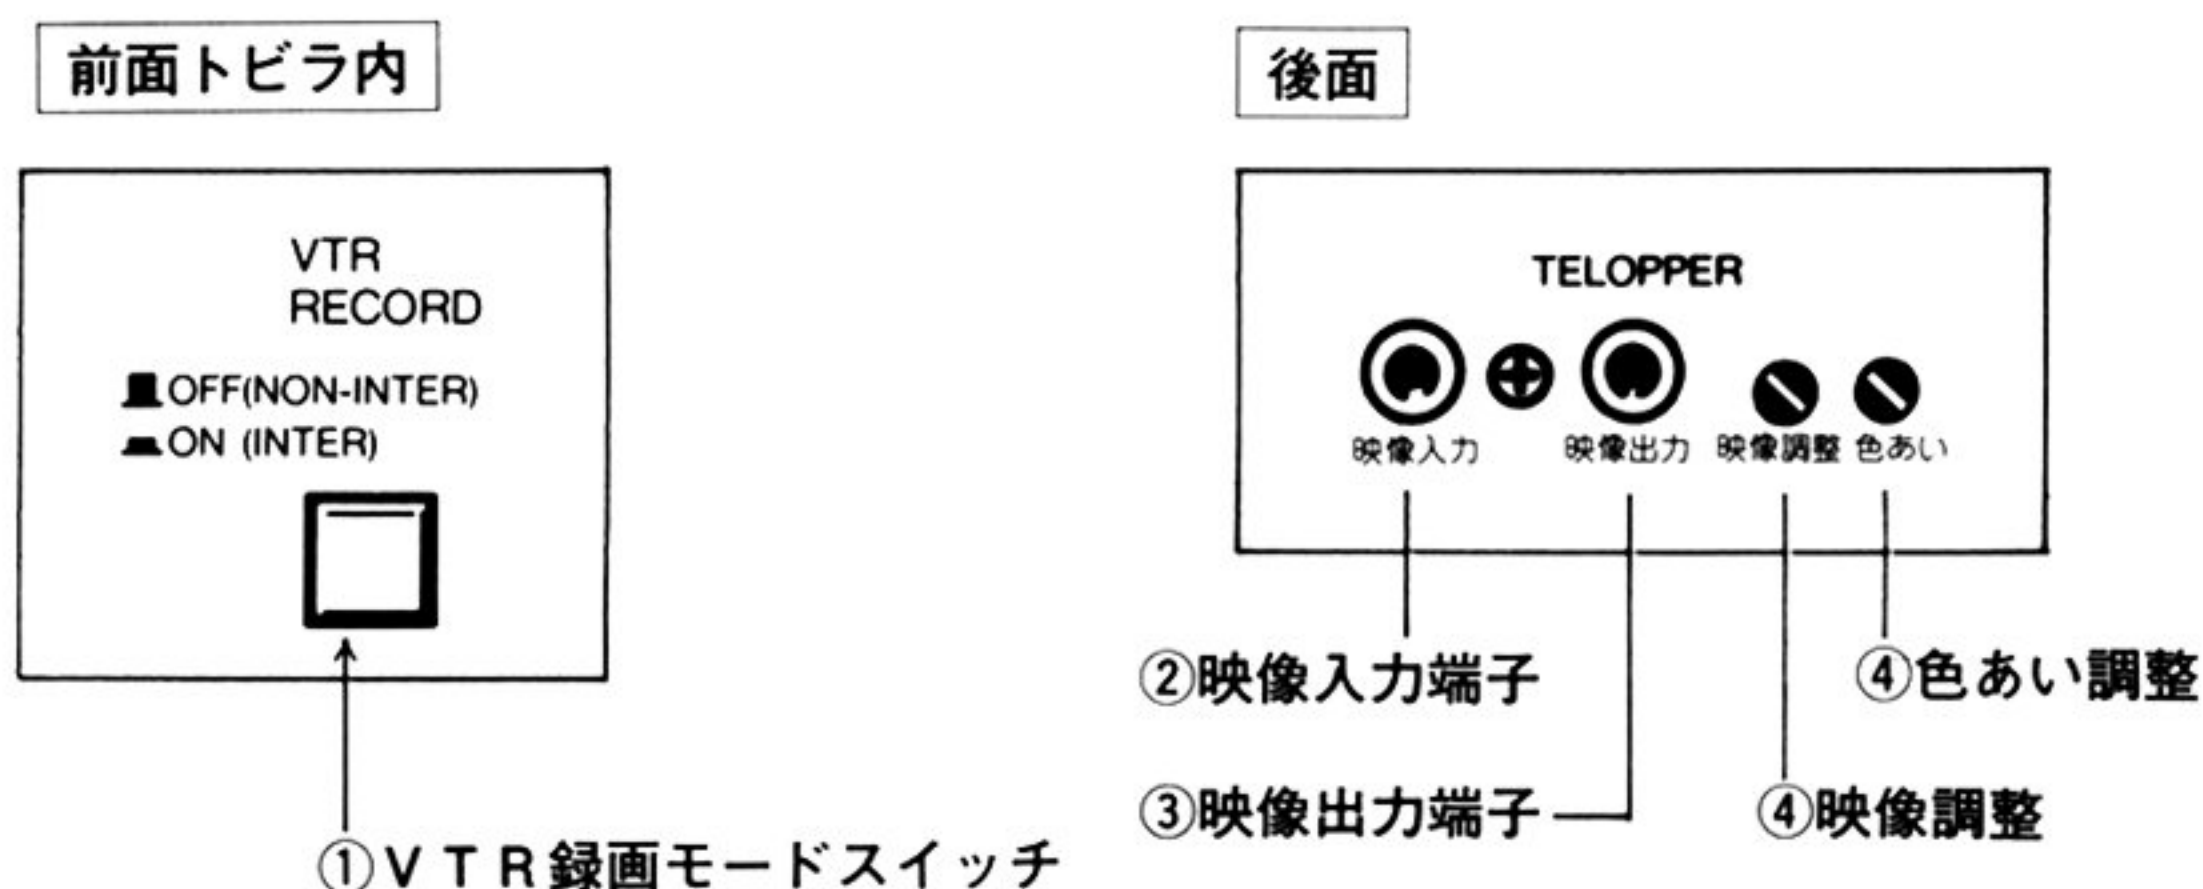 前面トビラ内
VTR
RECORD
OFF(NON-INTER)
ON (INTER)
①VTR録画モードスイッチ
後面
TELOPPER
映像入力 映像出力 映像調整 色あい
②映像入力端子
④色あい調整
③映像出力端子
④映像調整